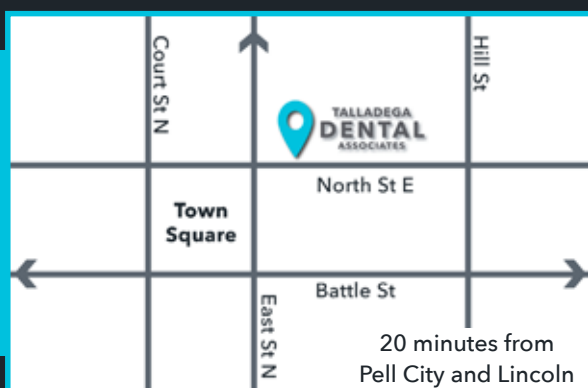 Court St N
Hill St
TALLADEGA
DENTAL
ASSOCIATES
North St E
Town
Square
Battle St
East St N
20 minutes from
Pell City and Lincoln